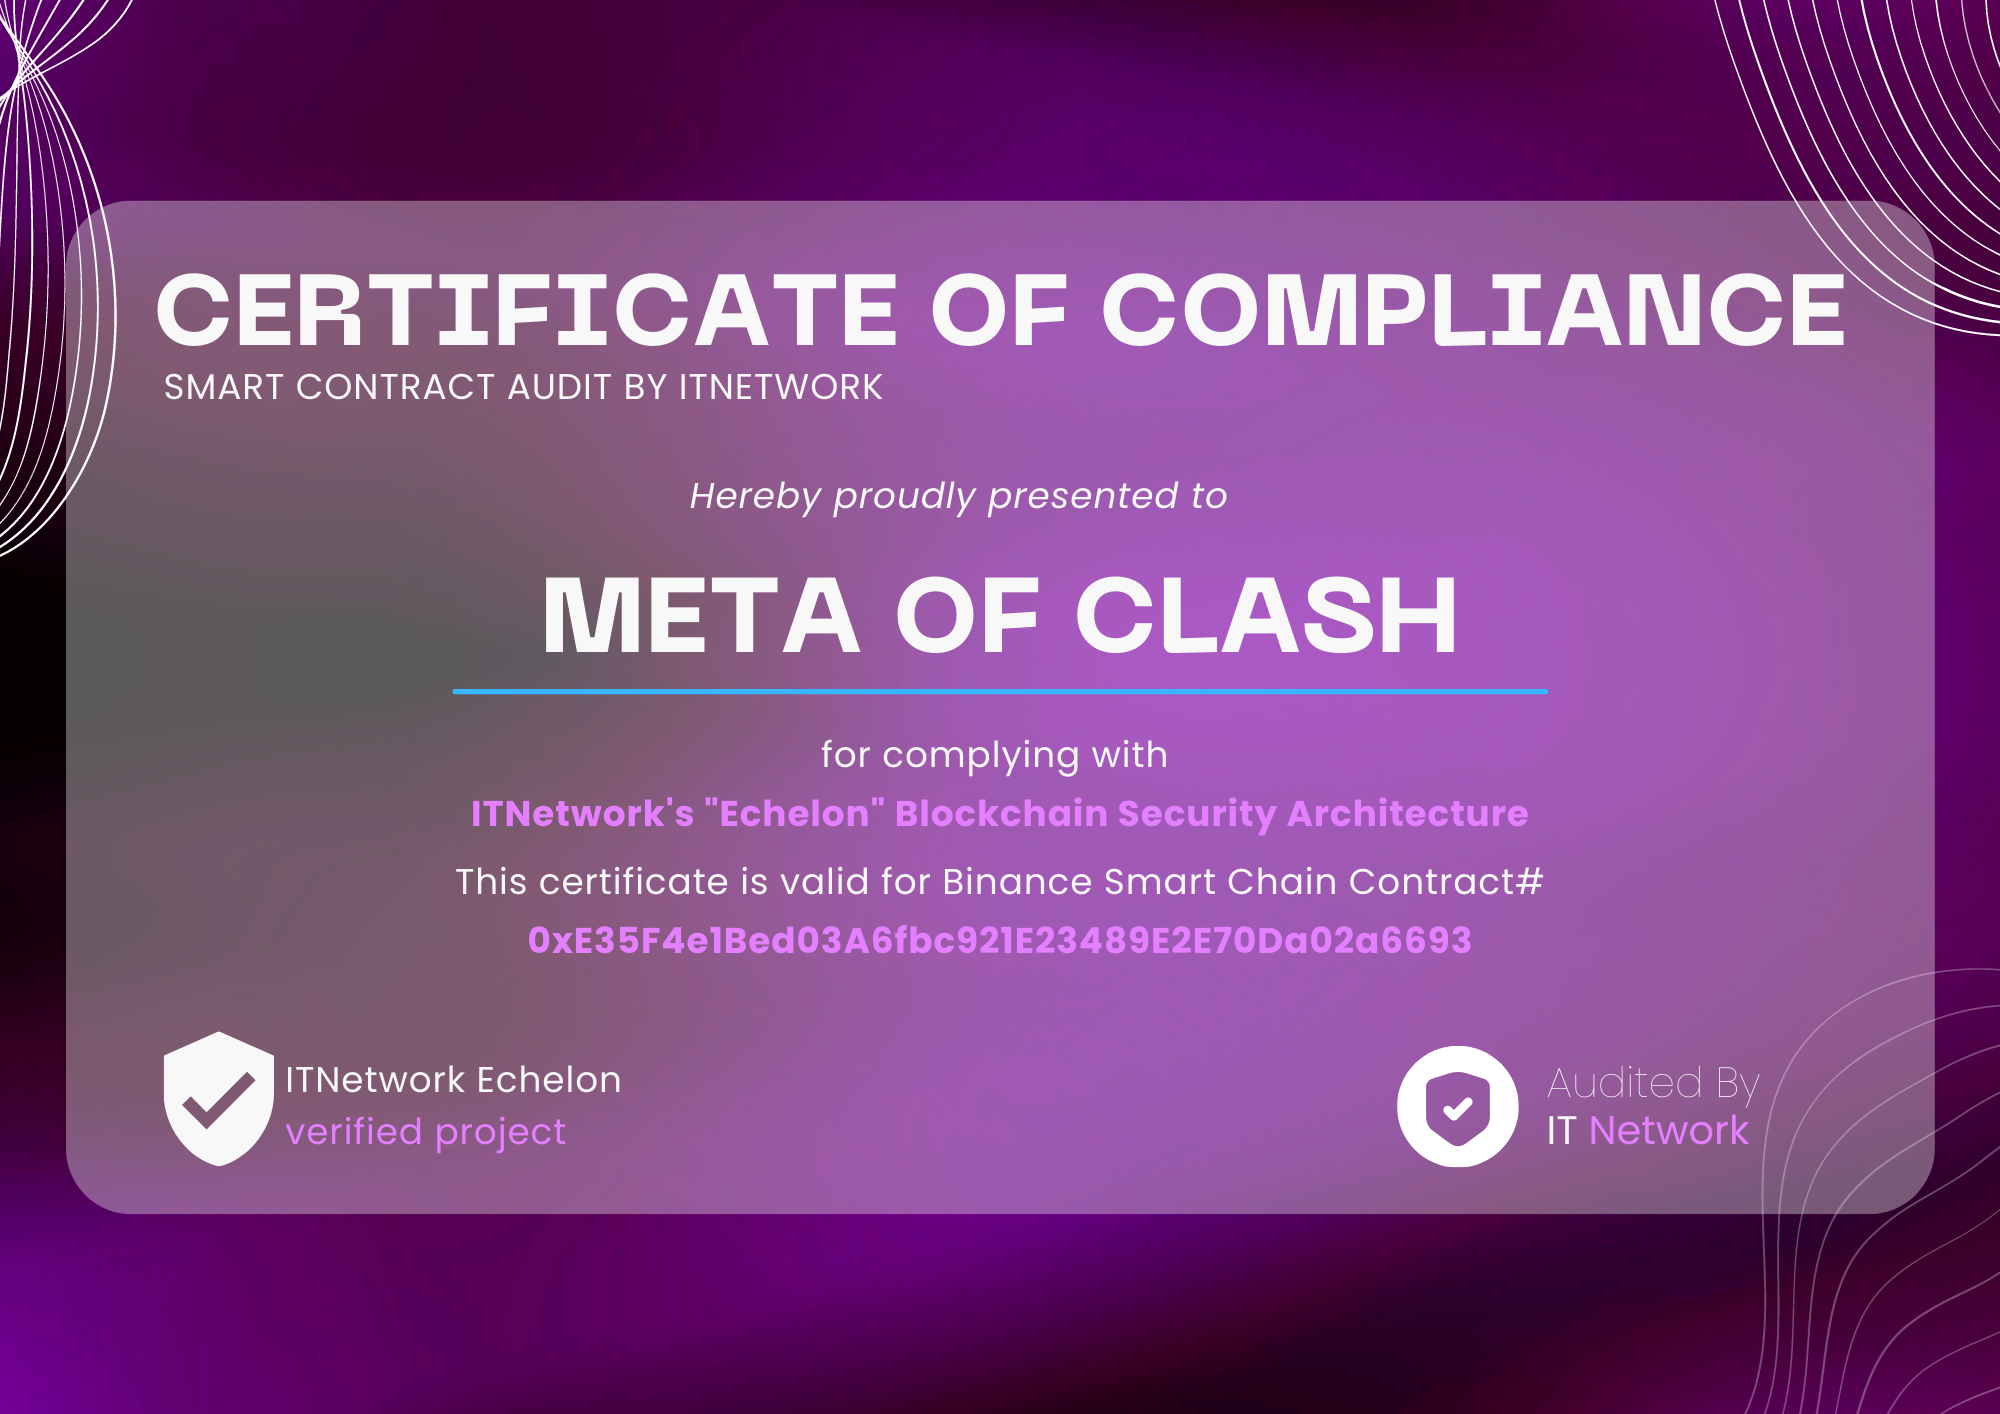 CERTIFICATE OF COMPLIANCE
SMART CONTRACT AUDIT BY ITNETWORK
Hereby proudly presented to
META OF CLASH
for complying with
ITNetwork's "Echelon" Blockchain Security Architecture
This certificate is valid for Binance Smart Chain Contract#
0xE35F4e1Bed03A6fbc921E23489E2E70Da02a6693
ITNetwork Echelon
verified project
Audited By
IT Network